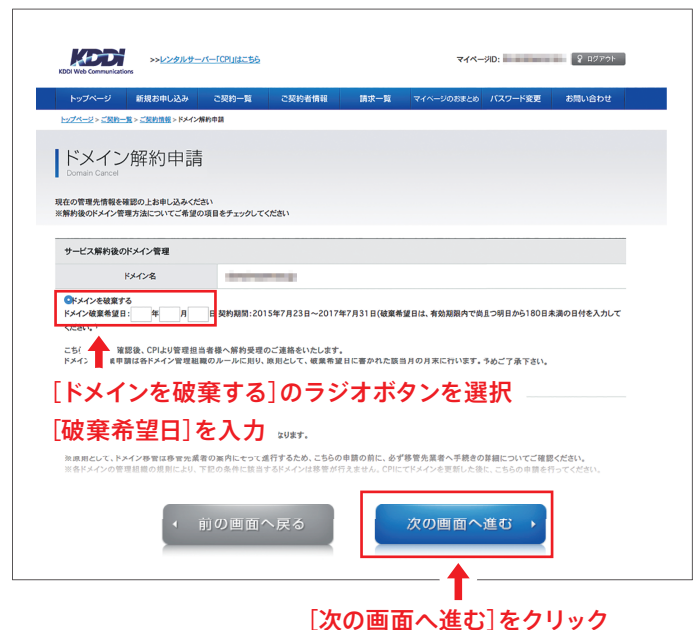 KDDI
KDDI Web Communications
>>レンタルサーバー「CPI」はこちら
マイページID:
ログアウト
トップページ 新規お申し込み ご契約一覧 ご契約者情報 請求一覧 マイページのおまとめ パスワード変更 お問い合わせ
トップページ > ご契約一覧 > ご契約情報 > ドメイン解約申請
ドメイン解約申請
Domain Cancel
現在の管理先情報を確認の上お申し込みください
※解約後のドメイン管理方法についてご希望の項目をチェックしてください
サービス解約後のドメイン管理
ドメイン名
ドメインを破棄する
ドメイン破棄希望日: 年 月 日 契約期間:2015年7月23日～2017年7月31日(破棄希望日は、有効期限内で尚且つ明日から180日未満の日付を入力して
ください。
こち 確認後、CPIより管理担当者様へ解約受理のご連絡をいたします。
ドメイン 申請は各ドメイン管理組織のルールに則り、原則として、破棄希望日に書かれた該当月の月末に行います。予めご了承下さい。
[ドメインを破棄する]のラジオボタンを選択
[破棄希望日]を入力
なります。
※原則として、ドメイン移管は移管先業者の案内にそって進行するため、こちらの申請の前に、必ず移管先業者へ手続きの詳細についてご確認ください。
※各ドメインの管理組織の規則により、下記の条件に該当するドメインは移管が行えません。CPIにてドメインを更新した後に、こちらの申請を行ってください。
前の画面へ戻る
次の画面へ進む
[次の画面へ進む]をクリック